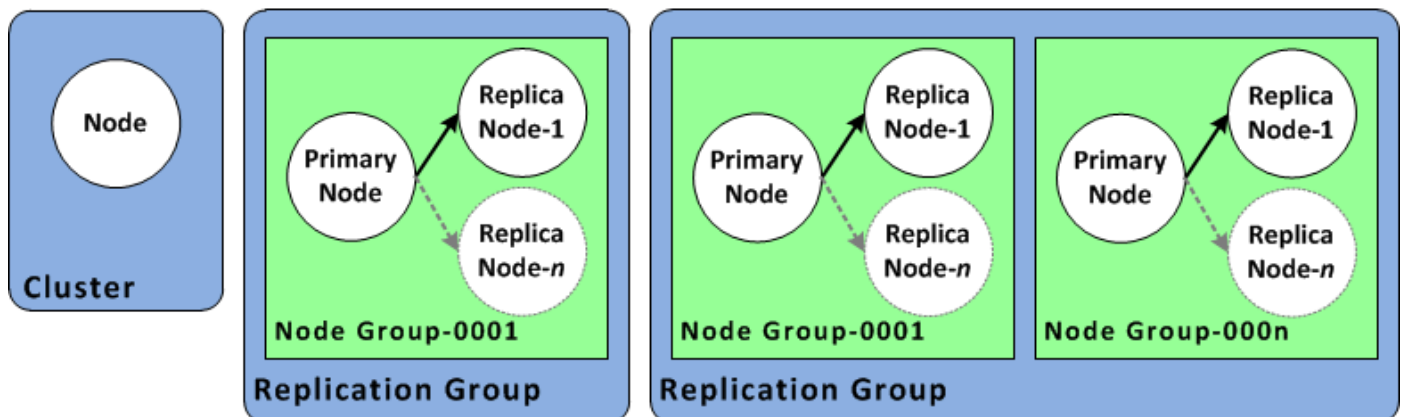 Node
Cluster
Primary
Node
Replica
Node-1
Replica
Node-n
Node Group-0001
Replication Group
Primary
Node
Replica
Node-1
Replica
Node-n
Node Group-0001
Primary
Node
Replica
Node-1
Replica
Node-n
Node Group-000n
Replication Group